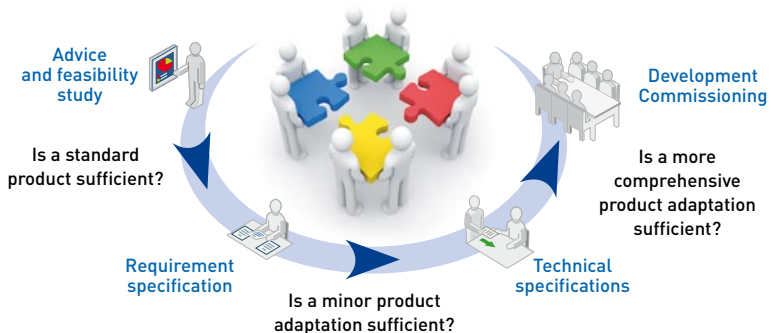 Advice
and feasibility
study
Is a standard
product sufficient?
Requirement
specification
Is a minor product
adaptation sufficient?
Technical
specifications
Is a more
comprehensive
product adaptation
sufficient?
Development
Commissioning